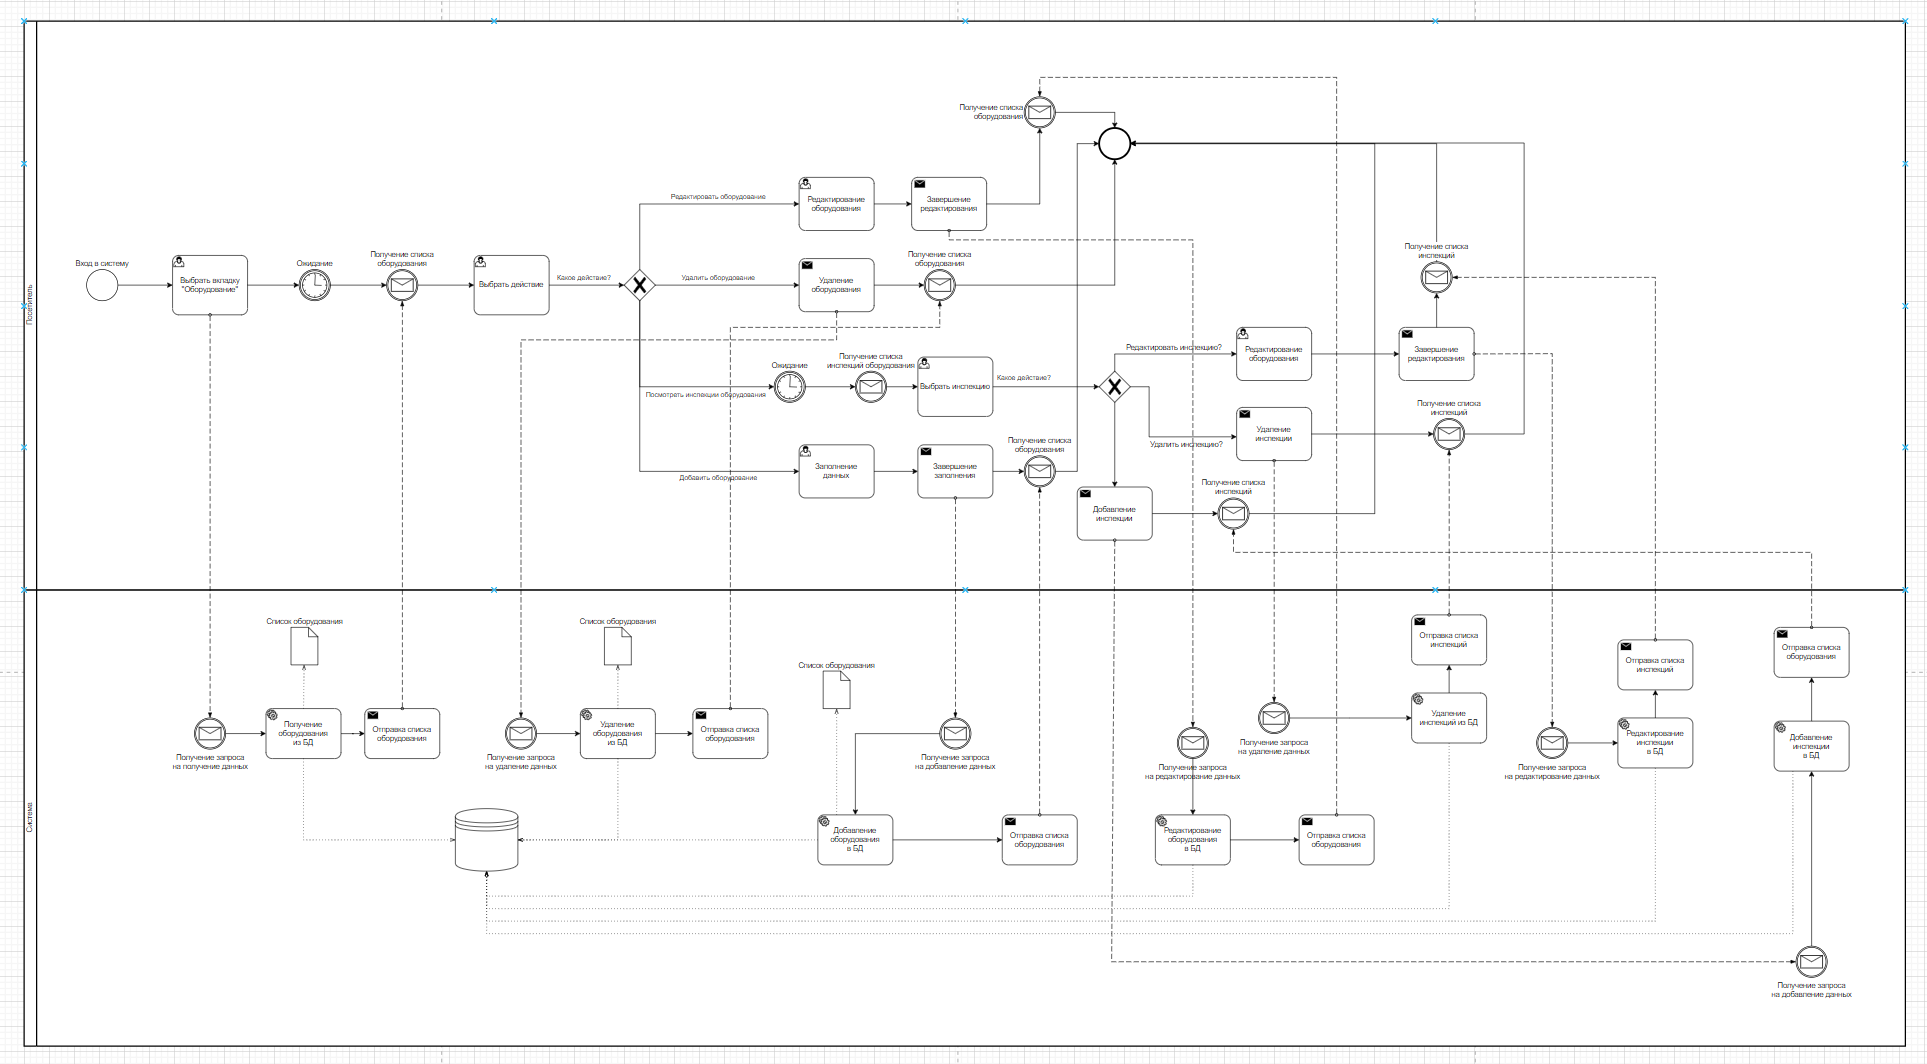 Получение списка
оборудования
Редактировать оборудование
Редактирование
оборудования
Завершение
редактирования
Вход в систему
Выбрать вкладку
"Оборудование"
Ожидание
Получение списка
оборудования
Выбрать действие
Какое действие?
Удалить оборудование
Удаление
оборудования
Получение списка
оборудования
Получение списка
инспекций
Посетитель
Ожидание
Получение списка
инспекций оборудования
Посмотреть инспекции оборудования
Выбрать инспекцию
Какое действие?
Редактировать инспекцию?
Редактирование
оборудования
Завершение
редактирования
Удалить инспекцию?
Удаление
инспекции
Получение списка
инспекций
Добавить оборудование
Заполнение
данных
Завершение
заполнения
Получение списка
оборудования
Добавление
инспекции
Получение списка
инспекций
Список оборудования
Список оборудования
Список оборудования
Отправка списка
инспекций
Отправка списка
инспекций
Отправка списка
оборудования
Получение запроса
на получение данных
Получение
оборудования
из БД
Отправка списка
оборудования
Получение запроса
на удаление данных
Удаление
оборудования
из БД
Отправка списка
оборудования
Получение запроса
на добавление данных
Получение запроса
на редактирование данных
Получение запроса
на удаление данных
Удаление
инспекций из БД
Получение запроса
на редактирование данных
Редактирование
инспекции
в БД
Добавление
инспекции
в БД
Система
Добавление
оборудования
в БД
Отправка списка
оборудования
Редактирование
оборудования
в БД
Отправка списка
оборудования
Получение запроса
на добавление данных